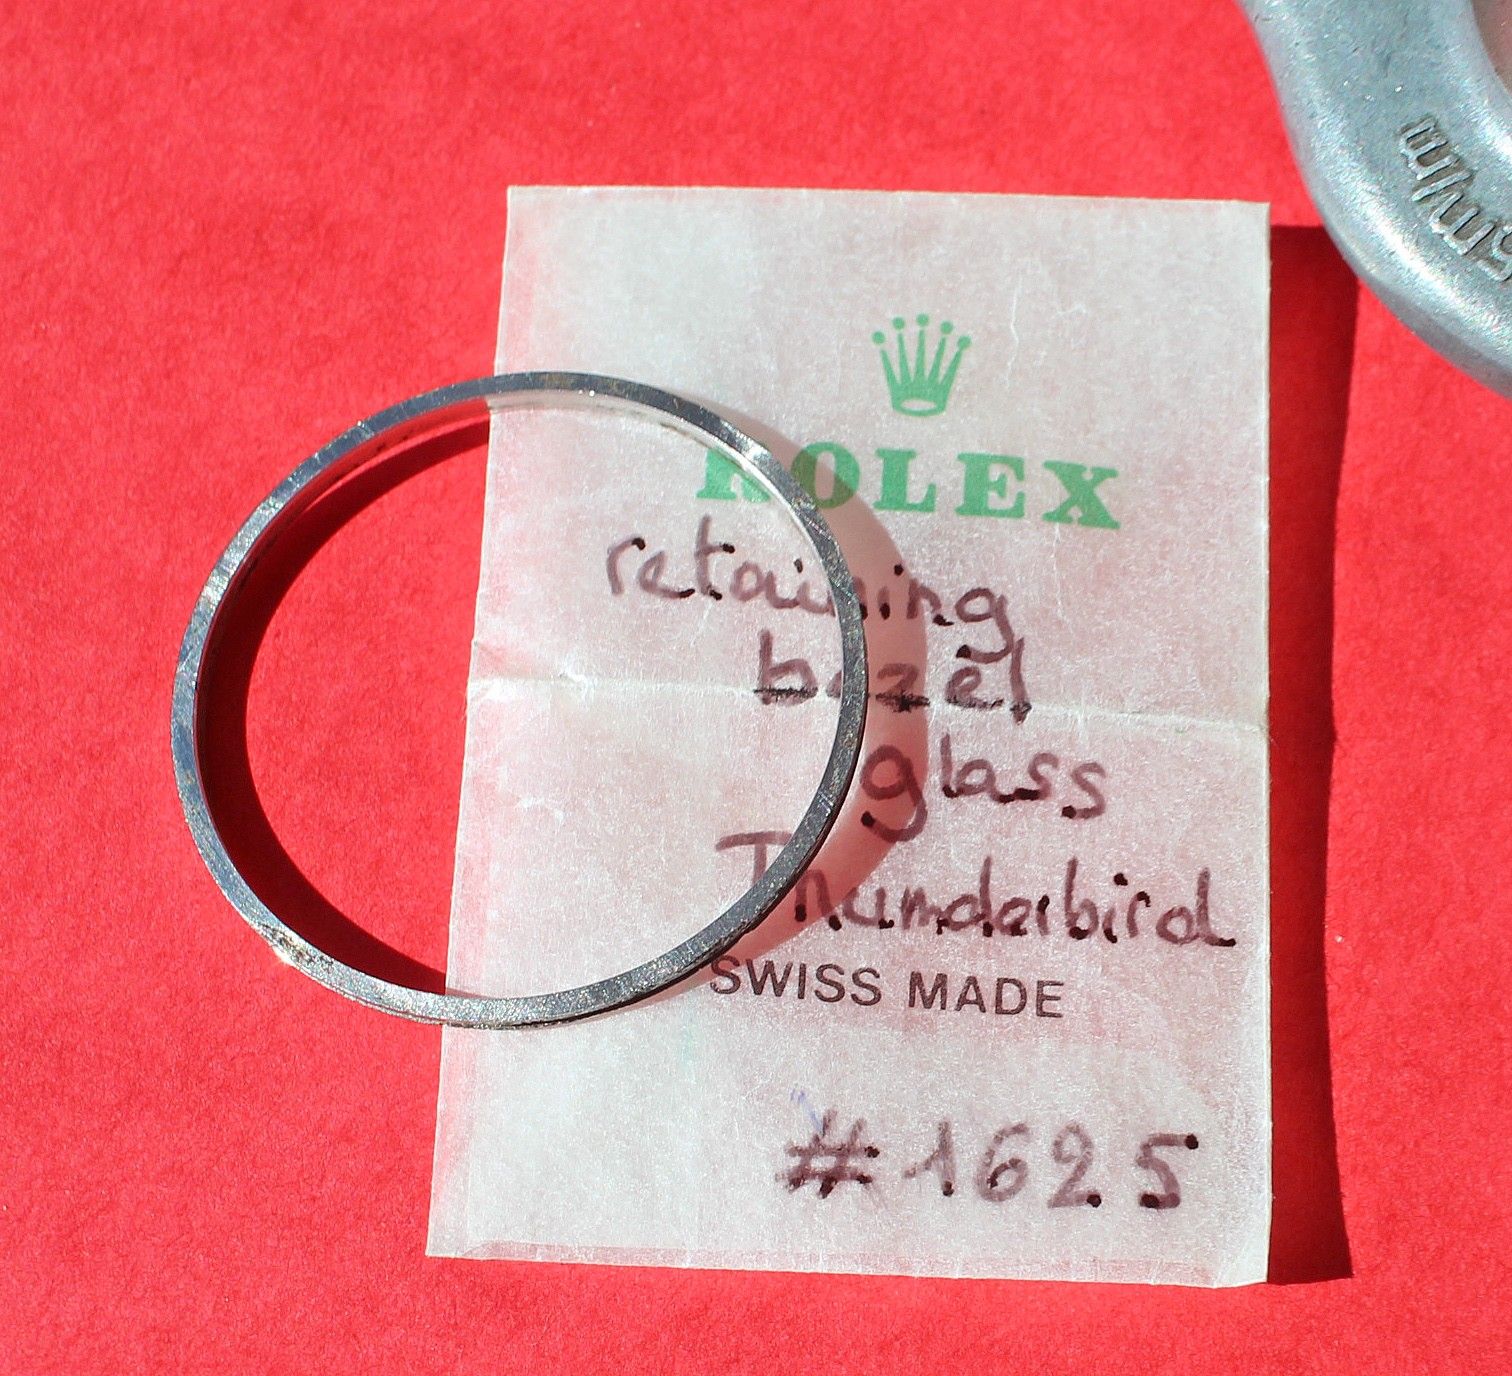 ROLEX
retaining
bezel
glass
Thunderbird
SWISS MADE
#1625